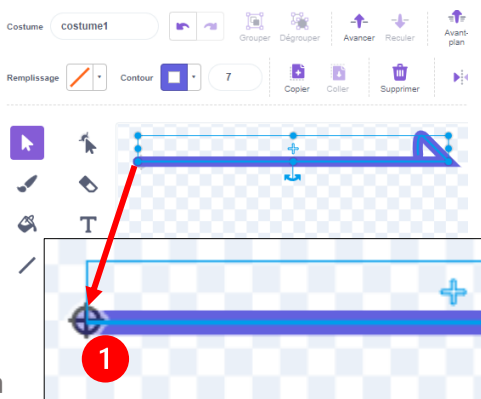 Costume costume1
Grouper Dégrouper Avancer Reculer Avant-
plan
Remplissage Contour 7
Copier Coller Supprimer
T
1